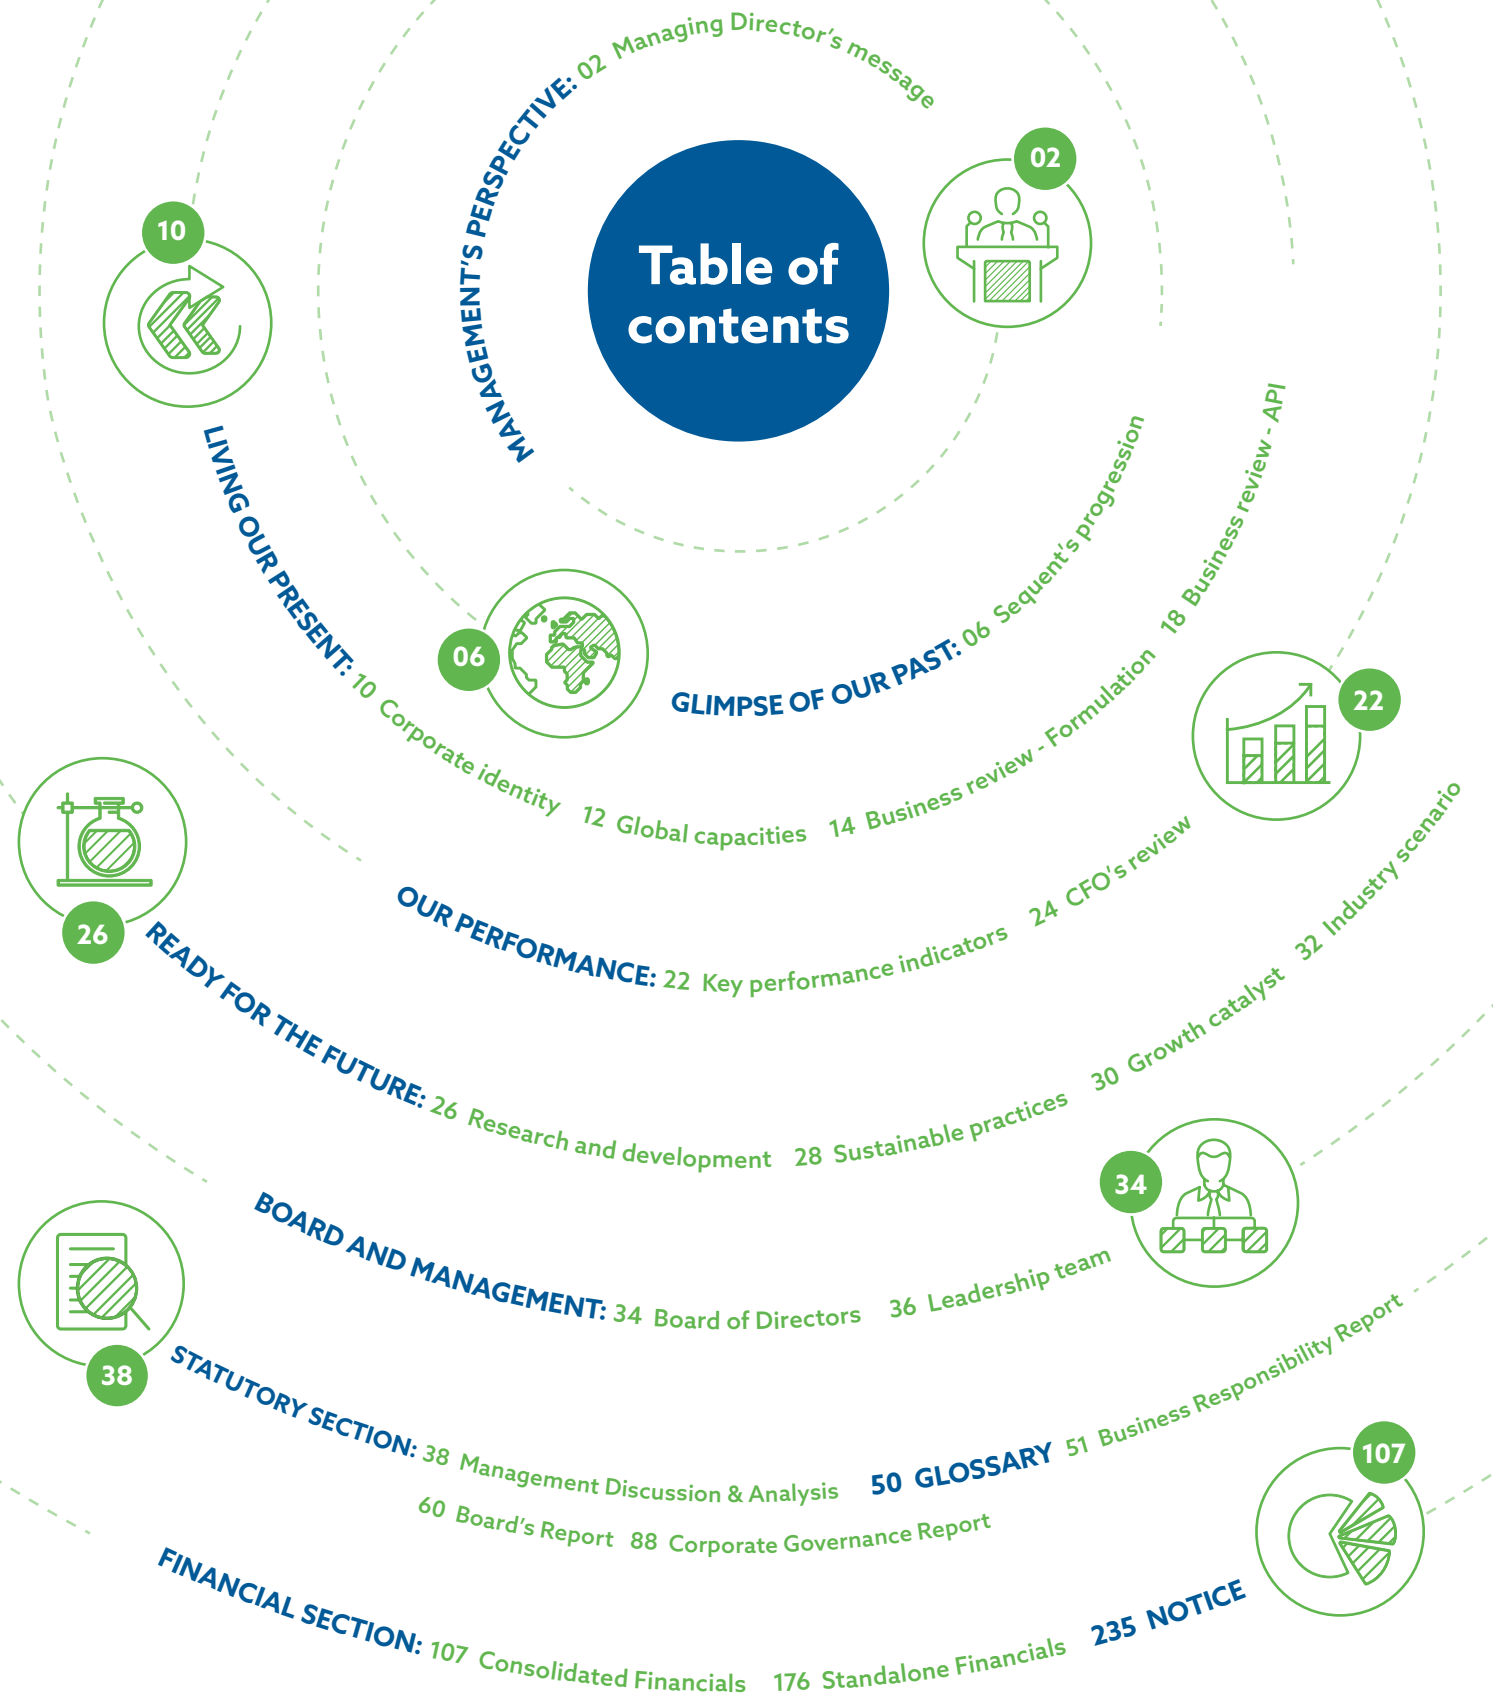 Table of
contents
MANAGEMENT'S PERSPECTIVE: 02 Managing Director's message
02
GLIMPSE OF OUR PAST: 06 Sequent's progression
06
LIVING OUR PRESENT: 10 Corporate identity 12 Global capacities 14 Business review - Formulation 18 Business review - API
10
OUR PERFORMANCE: 22 Key performance indicators 24 CFO's review
22
READY FOR THE FUTURE: 26 Research and development 28 Sustainable practices 30 Growth catalyst 32 Industry scenario
26
BOARD AND MANAGEMENT: 34 Board of Directors 36 Leadership team
34
STATUTORY SECTION: 38 Management Discussion & Analysis 50 GLOSSARY 51 Business Responsibility Report
60 Board's Report 88 Corporate Governance Report
38
FINANCIAL SECTION: 107 Consolidated Financials 176 Standalone Financials 235 NOTICE
107